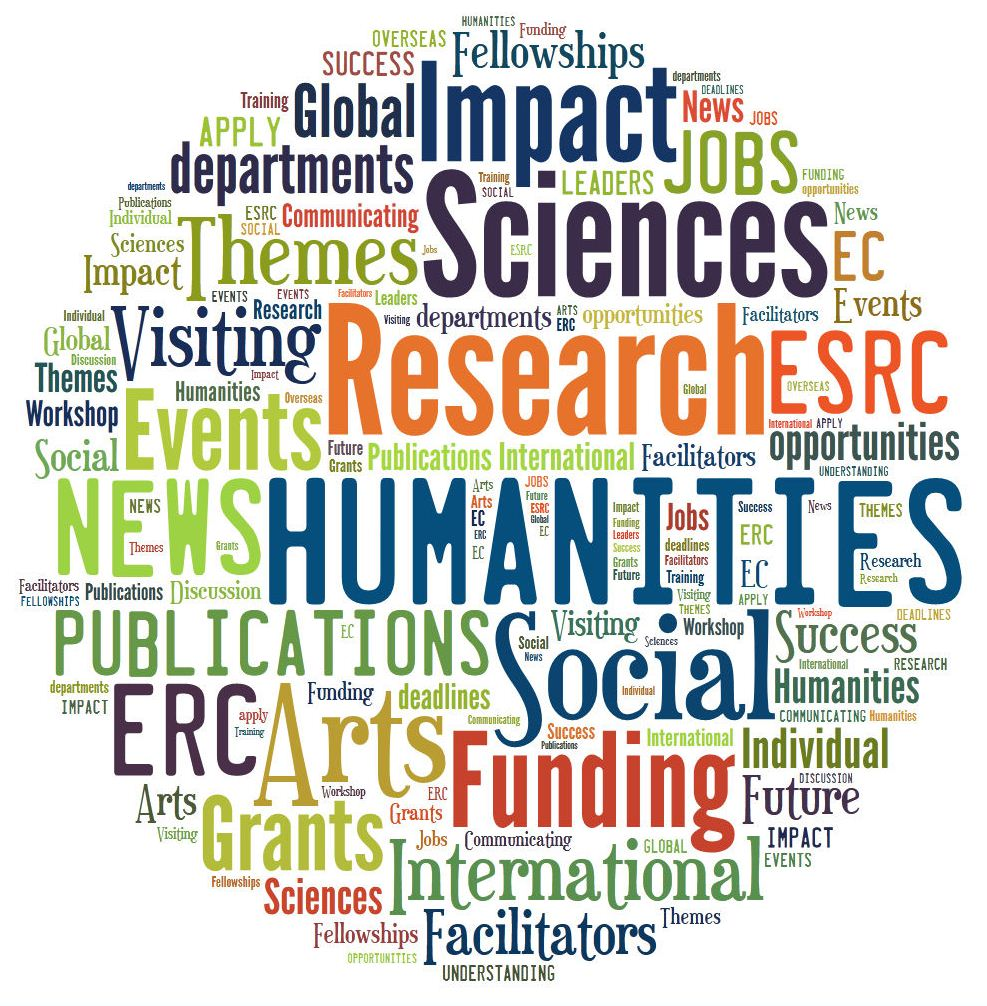 HUMANITIES
Funding
OVERSEAS
Fellowships
SUCCESS
Impact
departments
DEADLINES
Training
Global
News
JOBS
APPLY
departments
JOBS
Training
SOCIAL
LEADERS
FUNDING
opportunities
departments
Publications
Individual
ESRC
SOCIAL
Communicating
Sciences
News
Sciences
Themes
Jobs
ESRC
EC
Impact
EVENTS
EVENTS
Facilitators
Leaders
Events
Individual
Visiting
Research
Visiting
departments
ARTS
ERC
opportunities
Facilitators
Global
Discussion
Research
ESRC
Themes
Impact
Humanities
Overseas
Global
OVERSEAS
Workshop
Events
International
APPLY
Social
Future
Grants
Publications
International
Facilitators
opportunities
UNDERSTANDING
NEWS
NEWS
Themes
Grants
HUMANITIES
Arts
Arts
EC
ERC
EC
JOBS
Future
ESRC
Global
EC
Impact
Funding
Leaders
Success
Grants
Future
Jobs
deadlines
Facilitators
Training
Success
ERC
EC
APPLY
News
THEMES
Research
Research
Facilitators
FELLOWSHIPS
Publications
Discussion
Visiting
THEMES
PUBLICATIONS
EC
Social
Social
News
Visiting
Sciences
Workshop
Workshop
Success
DEADLINES
International
RESEARCH
departments
IMPACT
ERC
apply
Training
Arts
Funding
deadlines
Communicating
Individual
Humanities
COMMUNICATING
Humanities
Success
Publications
International
Individual
Funding
DISCUSSION
Future
Arts
Visiting
Workshop
ERC
Grants
Grants
Jobs
Communicating
GLOBAL
IMPACT
EVENTS
International
Fellowships
Sciences
Facilitators
Themes
Fellowships
OPPORTUNITIES
UNDERSTANDING